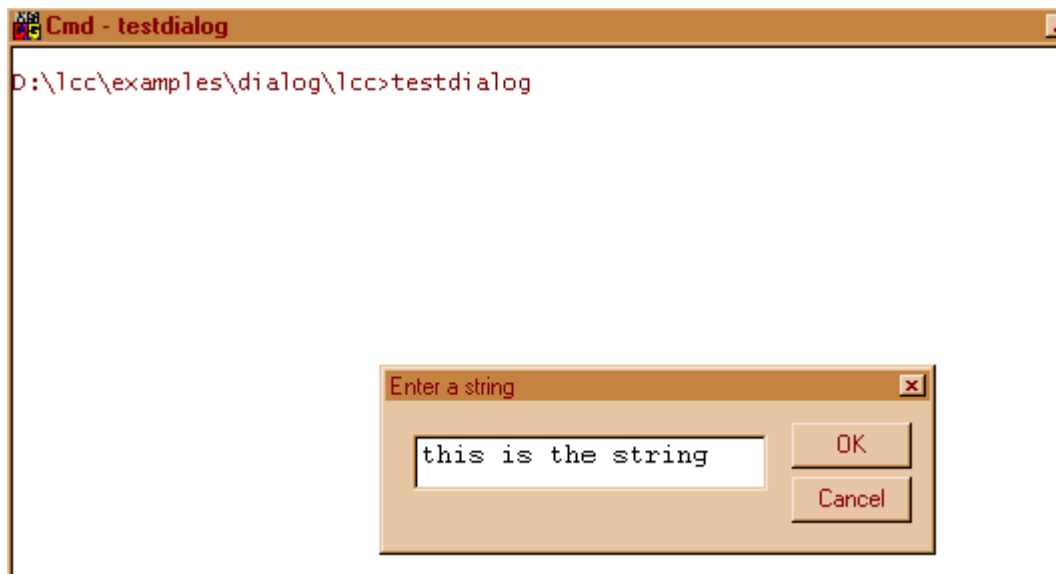 Cmd - testdialog
D:\lcc\examples\dialog\lcc>testdialog
Enter a string
this is the string
OK
Cancel